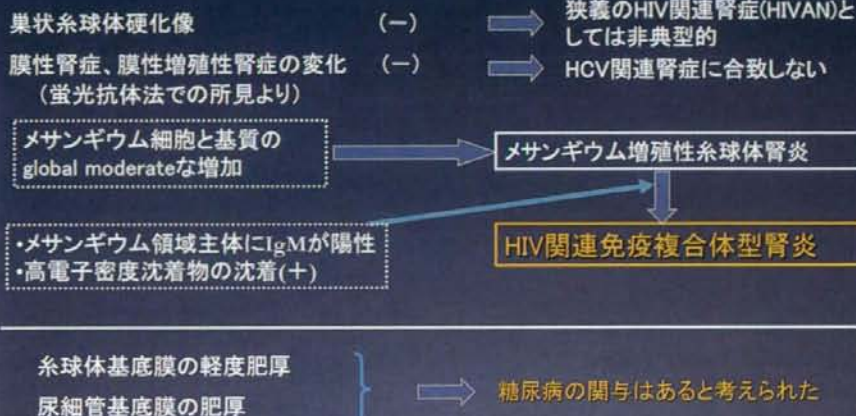 巣状糸球体硬化像 (−) 狭義のHIV関連腎症(HIVAN)と
しては非典型的
膜性腎症、膜性増殖性腎症の変化 (−) HCV関連腎症に合致しない
(蛍光抗体法での所見より)
メサンギウム細胞と基質の
global moderateな増加
メサンギウム増殖性糸球体腎炎
・メサンギウム領域主体にIgMが陽性
・高電子密度沈着物の沈着(+)
HIV関連免疫複合体型腎炎
糸球体基底膜の軽度肥厚
尿細管基底膜の肥厚
糖尿病の関与はあると考えられた